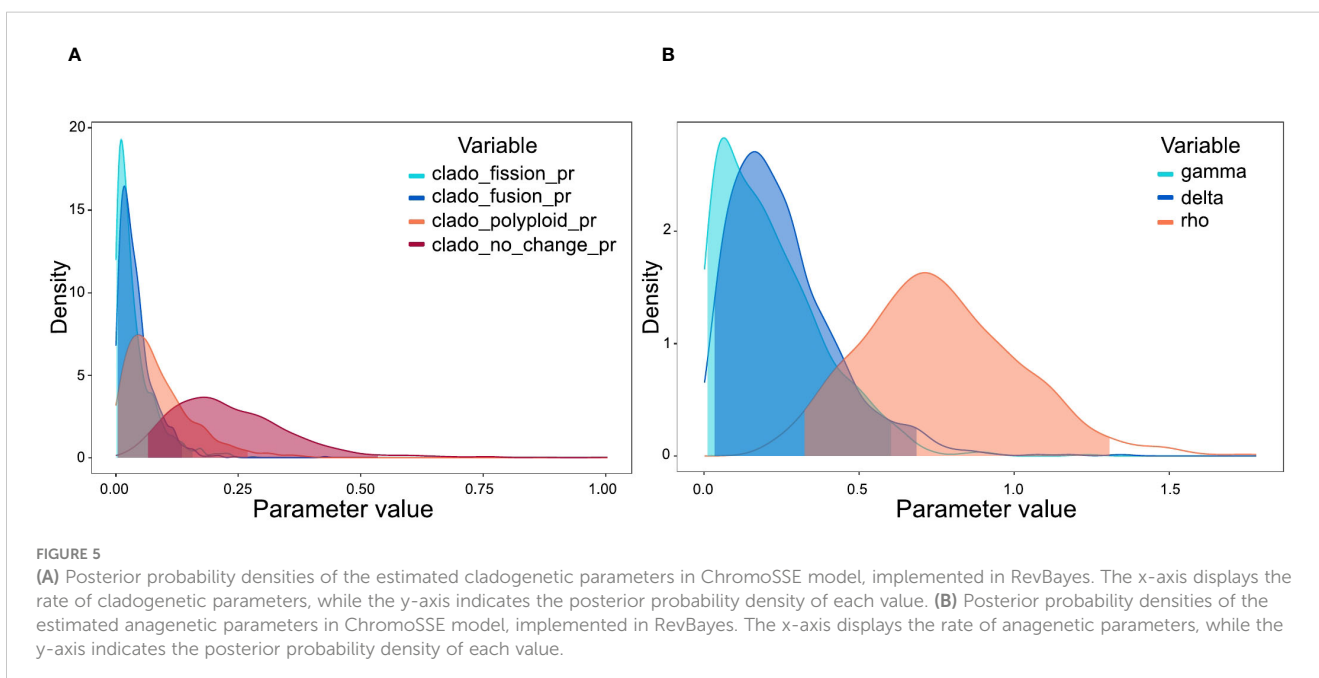 A
B
20
15
10
5
0
Density
0.00 0.25 0.50 0.75 1.00
Parameter value
Variable
clado_fission_pr
clado_fusion_pr
clado_polyploid_pr
clado_no_change_pr
2
1
0
Density
0.0 0.5 1.0 1.5
Parameter value
Variable
gamma
delta
rho
FIGURE 5
(A) Posterior probability densities of the estimated cladogenetic parameters in ChromoSSE model, implemented in RevBayes. The x-axis displays the
rate of cladogenetic parameters, while the y-axis indicates the posterior probability density of each value. (B) Posterior probability densities of the
estimated anagenetic parameters in ChromoSSE model, implemented in RevBayes. The x-axis displays the rate of anagenetic parameters, while the
y-axis indicates the posterior probability density of each value.